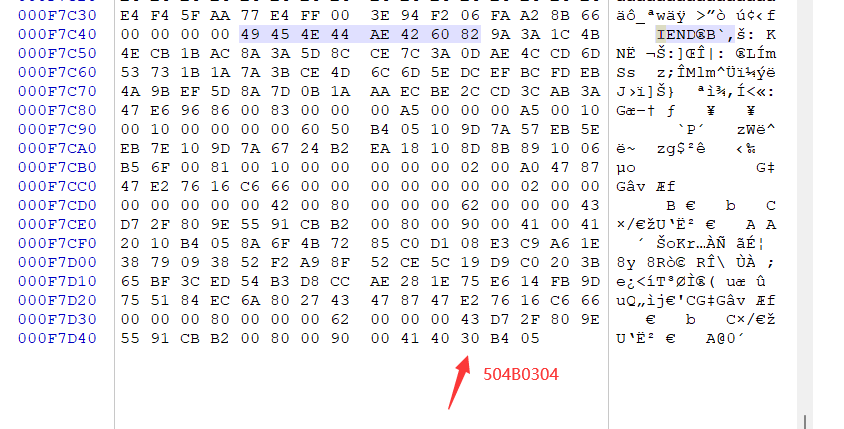 000F7C30 E4 F4 5F AA 77 E4 FF 00 3E 94 F2 06 FA A2 8B 66 äô_ªwäÿ >”ò ú¢‹f
000F7C40 00 00 00 00 49 45 4E 44 AE 42 60 82 9A 3A 1C 4B IEND®B`‚š: K
000F7C50 4E CB 1B AC 8A 3A 5D 8C CE 7C 3A 0D AE 4C CD 6D NË ¬Š:]ŒÎ|: ®LÍm
000F7C60 53 73 1B 1A 7A 3B CE 4D 6C 6D 5E DC EF BC FD EB Ss z;ÎMlm^Üï¼ýë
000F7C70 4A 9B EF 5D 8A 7D 0B 1A AA EC BE 2C CD 3C AB 3A J›ï]Š} ªì¾,Í<«:
000F7C80 47 E6 96 86 00 83 00 00 00 A5 00 00 00 A5 00 10 Gæ–† ƒ ¥ ¥
000F7C90 00 10 00 00 00 00 60 50 B4 05 10 9D 7A 57 EB 5E `P´ zWë^
000F7CA0 EB 7E 10 9D 7A 67 24 B2 EA 18 10 8D 8B 89 10 06 ë~ zg$²ê ‹‰
000F7CB0 B5 6F 00 81 00 10 00 00 00 00 00 02 00 A0 47 87 µo G‡
000F7CC0 47 E2 76 16 C6 66 00 00 00 00 00 00 00 02 00 00 Gâv Æf
000F7CD0 00 00 00 00 00 42 00 80 00 00 00 62 00 00 00 43 B € b C
000F7CE0 D7 2F 80 9E 55 91 CB B2 00 80 00 90 00 41 00 41 ×/€žU‘Ë² € A A
000F7CF0 20 10 B4 05 8A 6F 4B 72 85 C0 D1 08 E3 C9 A6 1E ´ ŠoKr…ÀÑ ãÉ¦
000F7D00 38 79 09 38 52 F2 A9 8F 52 CE 5C 19 D9 C0 20 3B 8y 8Rò© RÎ\ ÙÀ ;
000F7D10 65 BF 3C ED 54 B3 D8 CC AE 28 1E 75 E6 14 FB 9D
000F7D20 75 51 84 EC 6A 80 27 43 47 87 47 E2 76 16 C6 66 uQ„ìj€'CG‡Gâv Æf
000F7D30 00 00 00 80 00 00 00 62 00 00 00 43 D7 2F 80 9E € b C×/€ž
000F7D40 55 91 CB B2 00 80 00 90 00 41 40 30 B4 05 U‘Ë² € A@0´
504B0304